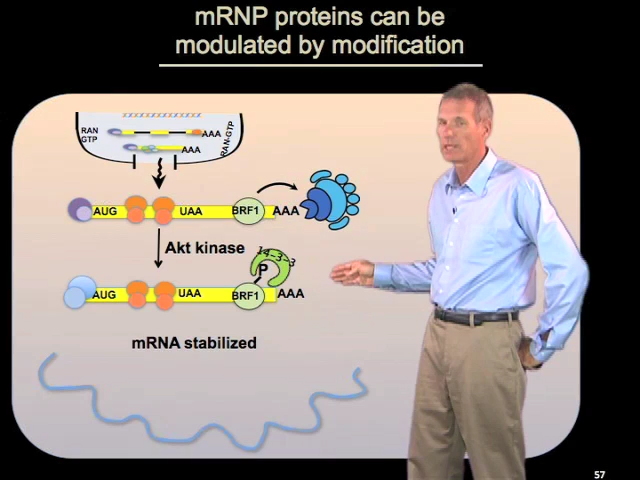 mRNP proteins can be
modulated by modification
RAN
GTP
AAA
RAN-GTP
AAA
AUG
UAA
BRF1
AAA
Akt kinase
14-3-3
P
AUG
UAA
BRF1
AAA
mRNA stabilized
57